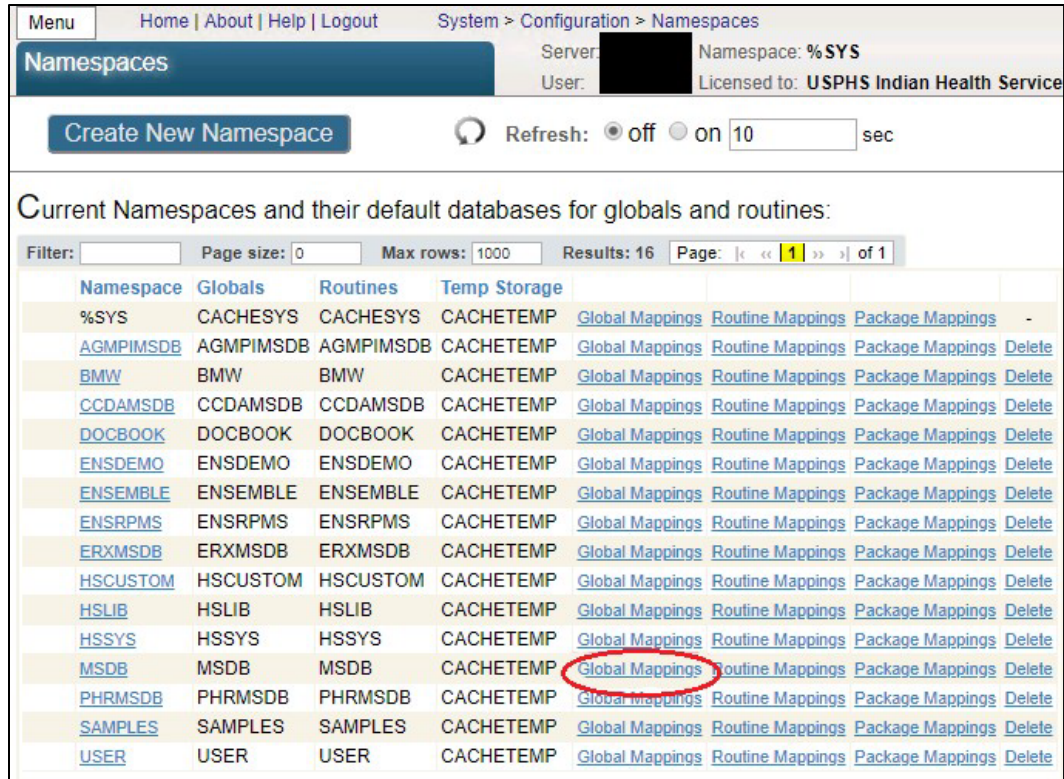 Menu Home | About | Help | Logout System > Configuration > Namespaces
Namespaces
Server: Namespace: %SYS
User: Licensed to: USPHS Indian Health Service
Create New Namespace Refresh: off on 10 sec
Current Namespaces and their default databases for globals and routines:
Filter: Page size: 0 Max rows: 1000 Results: 16 Page: |‹ ‹‹ 1 ›› ›| of 1
Namespace Globals Routines Temp Storage
%SYS CACHESYS CACHESYS CACHETEMP Global Mappings Routine Mappings Package Mappings -
AGMPIMSDB AGMPIMSDB AGMPIMSDB CACHETEMP Global Mappings Routine Mappings Package Mappings Delete
BMW BMW BMW CACHETEMP Global Mappings Routine Mappings Package Mappings Delete
CCDAMSDB CCDAMSDB CCDAMSDB CACHETEMP Global Mappings Routine Mappings Package Mappings Delete
DOCBOOK DOCBOOK DOCBOOK CACHETEMP Global Mappings Routine Mappings Package Mappings Delete
ENSDEMO ENSDEMO ENSDEMO CACHETEMP Global Mappings Routine Mappings Package Mappings Delete
ENSEMBLE ENSEMBLE ENSEMBLE CACHETEMP Global Mappings Routine Mappings Package Mappings Delete
ENSRPMS ENSRPMS ENSRPMS CACHETEMP Global Mappings Routine Mappings Package Mappings Delete
ERXMSDB ERXMSDB ERXMSDB CACHETEMP Global Mappings Routine Mappings Package Mappings Delete
HSCUSTOM HSCUSTOM HSCUSTOM CACHETEMP Global Mappings Routine Mappings Package Mappings Delete
HSLIB HSLIB HSLIB CACHETEMP Global Mappings Routine Mappings Package Mappings Delete
HSSYS HSSYS HSSYS CACHETEMP Global Mappings Routine Mappings Package Mappings Delete
MSDB MSDB MSDB CACHETEMP Global Mappings Routine Mappings Package Mappings Delete
PHRMSDB PHRMSDB PHRMSDB CACHETEMP Global Mappings Routine Mappings Package Mappings Delete
SAMPLES SAMPLES SAMPLES CACHETEMP Global Mappings Routine Mappings Package Mappings Delete
USER USER USER CACHETEMP Global Mappings Routine Mappings Package Mappings Delete